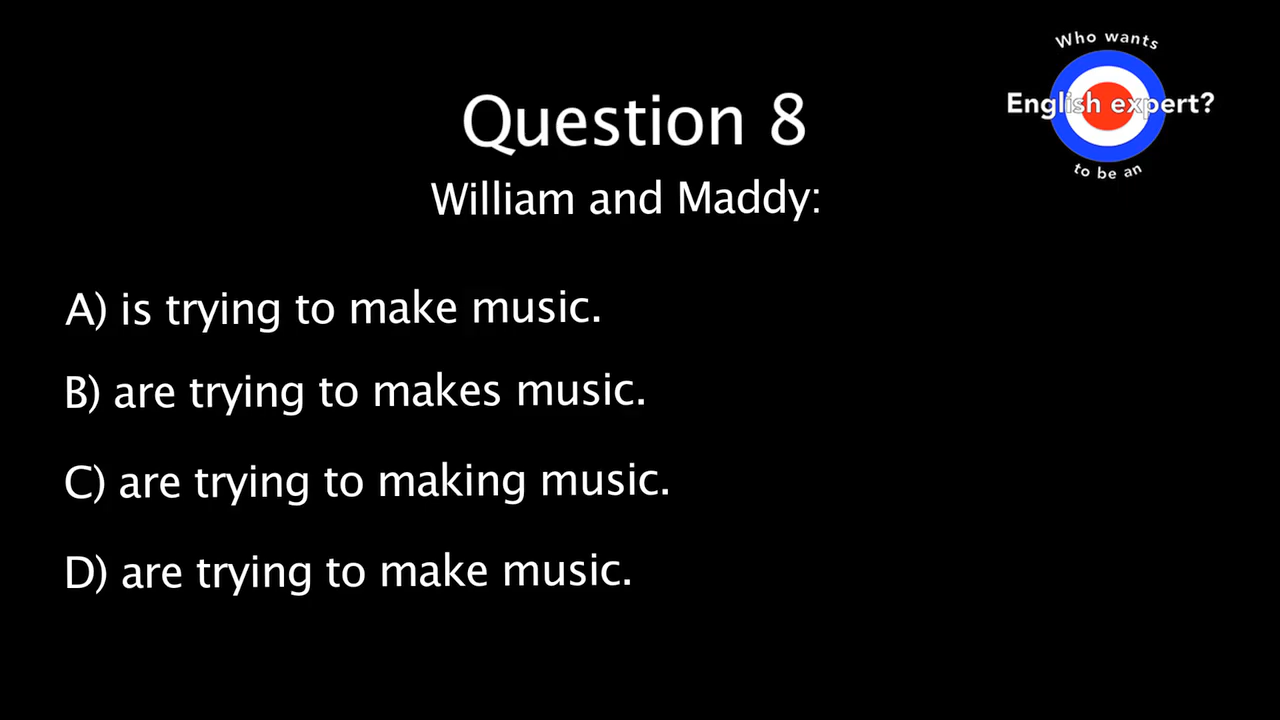 Who wants
English expert?
to be an
Question 8
William and Maddy:
A) is trying to make music.
B) are trying to makes music.
C) are trying to making music.
D) are trying to make music.